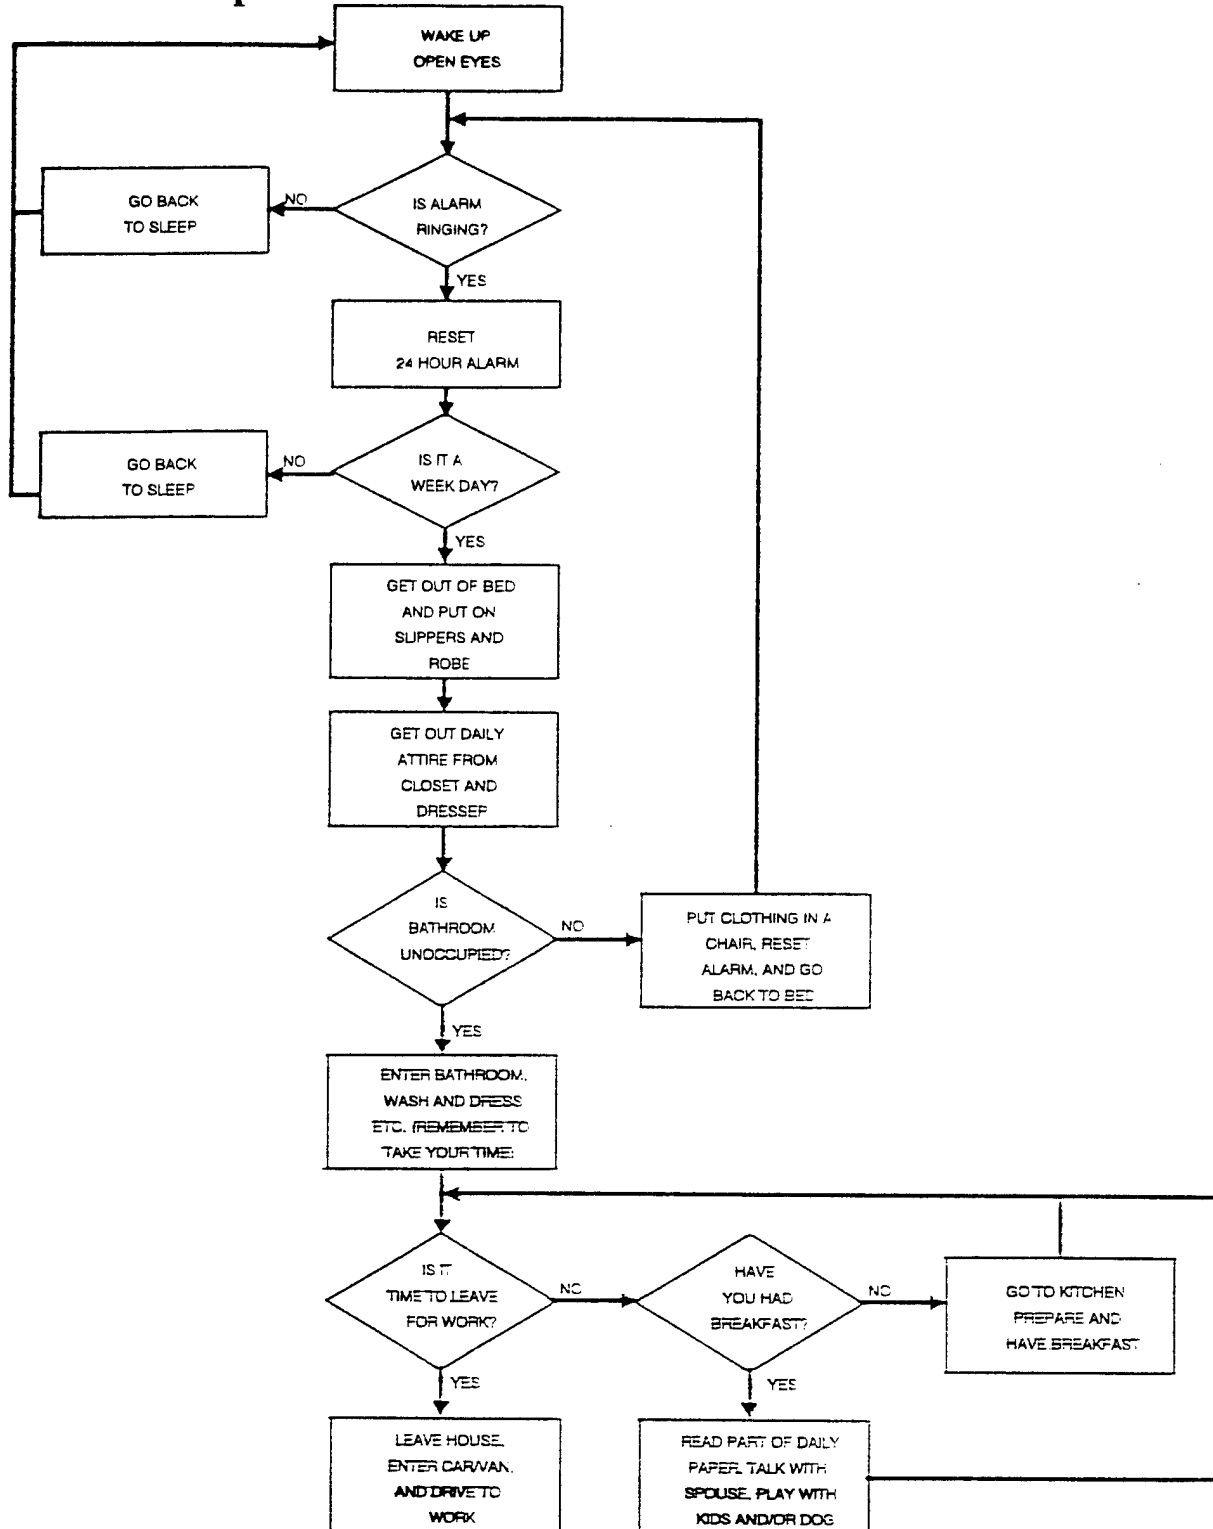 WAKE UP
OPEN EYES
IS ALARM
RINGING?
NO
GO BACK
TO SLEEP
YES
RESET
24 HOUR ALARM
IS IT A
WEEK DAY?
NO
GO BACK
TO SLEEP
YES
GET OUT OF BED
AND PUT ON
SLIPPERS AND
ROBE
GET OUT DAILY
ATTIRE FROM
CLOSET AND
DRESSER
IS
BATHROOM
UNOCCUPIED?
NO
PUT CLOTHING IN A
CHAIR, RESET
ALARM, AND GO
BACK TO BED
YES
ENTER BATHROOM,
WASH AND DRESS
ETC. (REMEMBER TO
TAKE YOUR TIME)
IS IT
TIME TO LEAVE
FOR WORK?
NO
HAVE
YOU HAD
BREAKFAST?
NO
GO TO KITCHEN
PREPARE AND
HAVE BREAKFAST
YES
LEAVE HOUSE,
ENTER CAR/VAN,
AND DRIVE TO
WORK
YES
READ PART OF DAILY
PAPER, TALK WITH
SPOUSE, PLAY WITH
KIDS AND/OR DOG